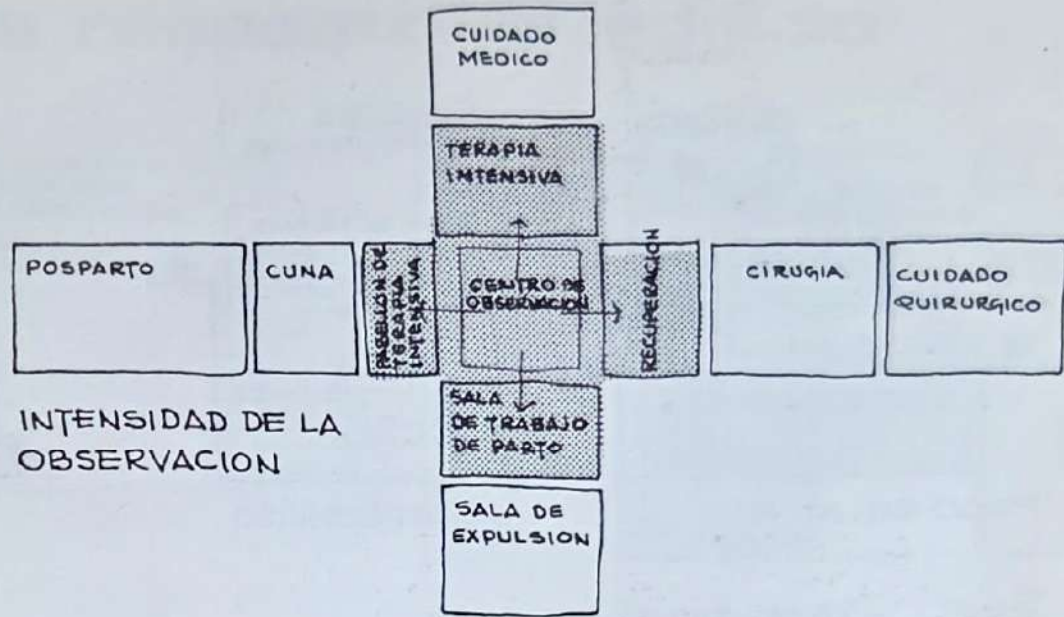 CUIDADO
MEDICO
TERAPIA
INTENSIVA
POSPARTO
CUNA
PABELLON DE
TERAPIA
INTENSIVA
CENTRO DE
OBSERVACION
RECUPERACION
CIRUGIA
CUIDADO
QUIRURGICO
INTENSIDAD DE LA
OBSERVACION
SALA
DE TRABAJO
DE PARTO
SALA DE
EXPULSION